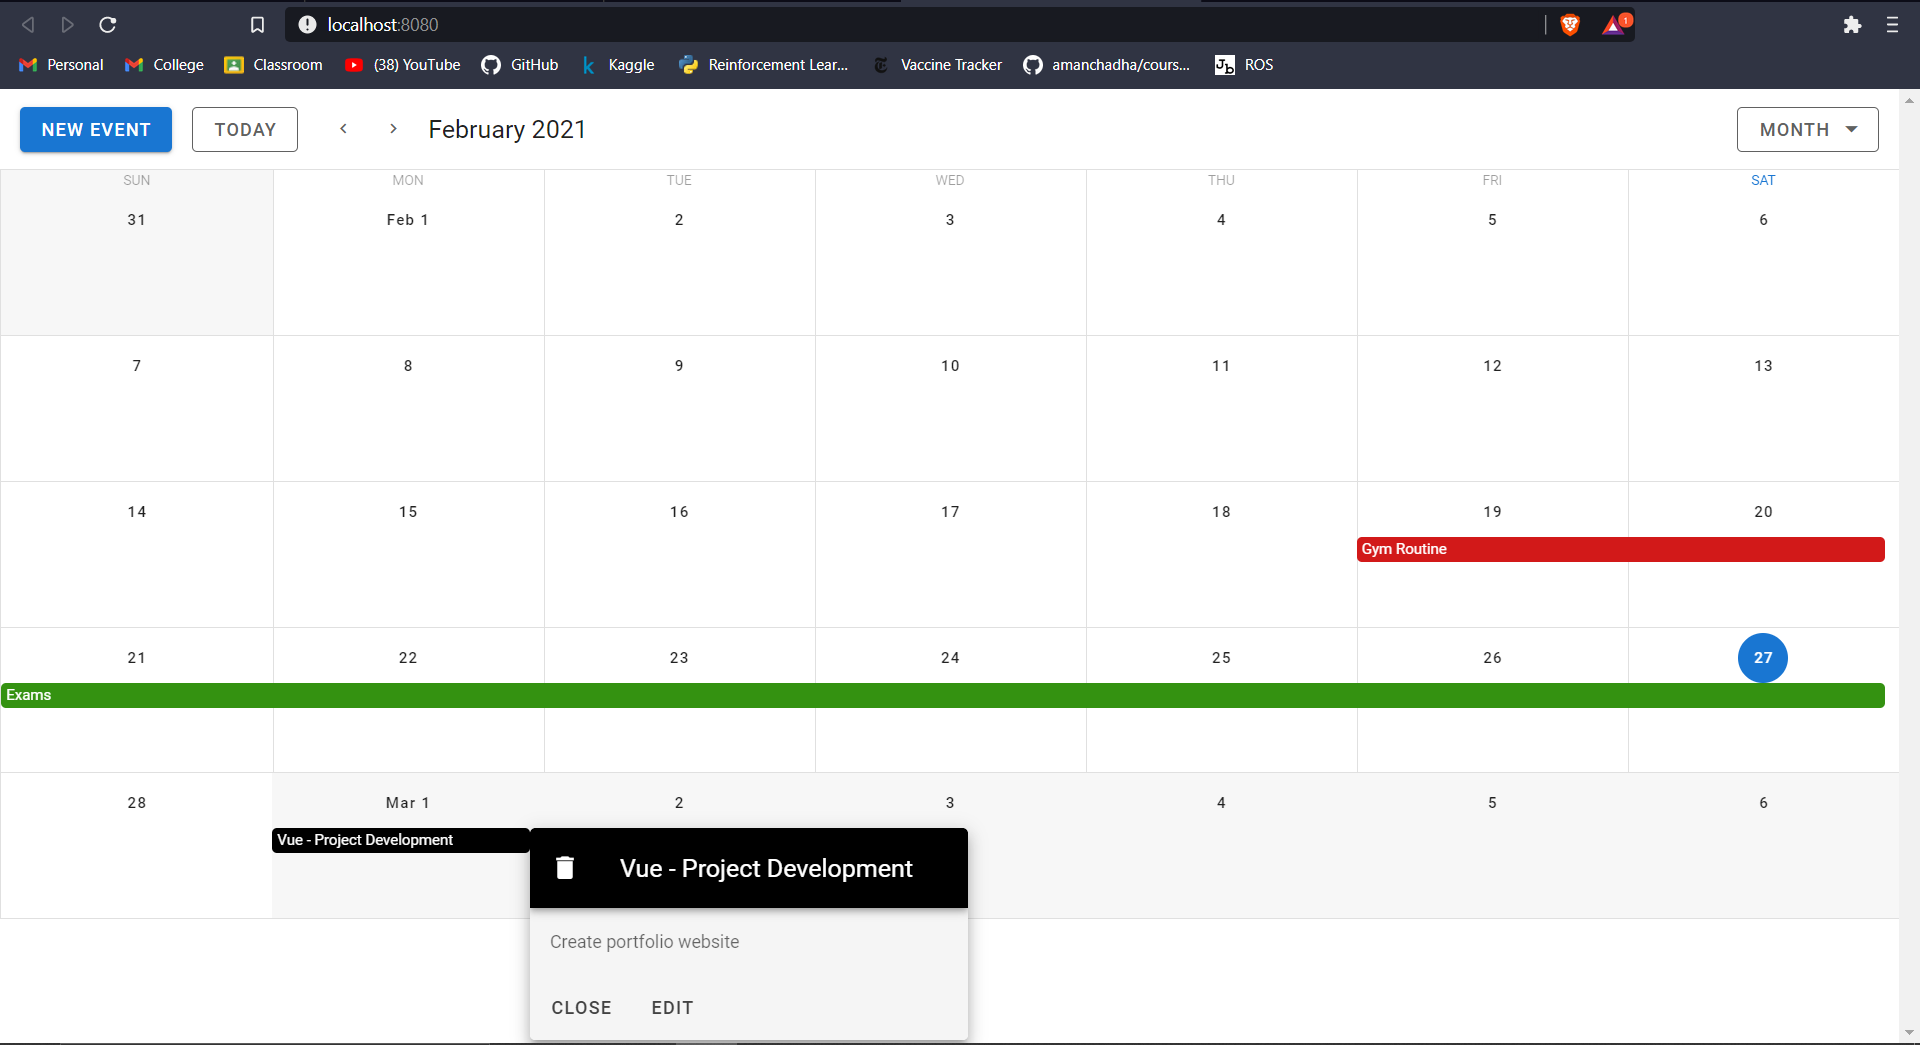 localhost:8080
1
Personal College Classroom (38) YouTube GitHub Kaggle Reinforcement Lear... Vaccine Tracker amanchadha/cours... ROS
NEW EVENT TODAY February 2021 MONTH
SUN MON TUE WED THU FRI SAT
31 Feb 1 2 3 4 5 6
7 8 9 10 11 12 13
14 15 16 17 18 19 20
Gym Routine
21 22 23 24 25 26 27
Exams
28 Mar 1 2 3 4 5 6
Vue - Project Development
Vue - Project Development
Create portfolio website
CLOSE EDIT